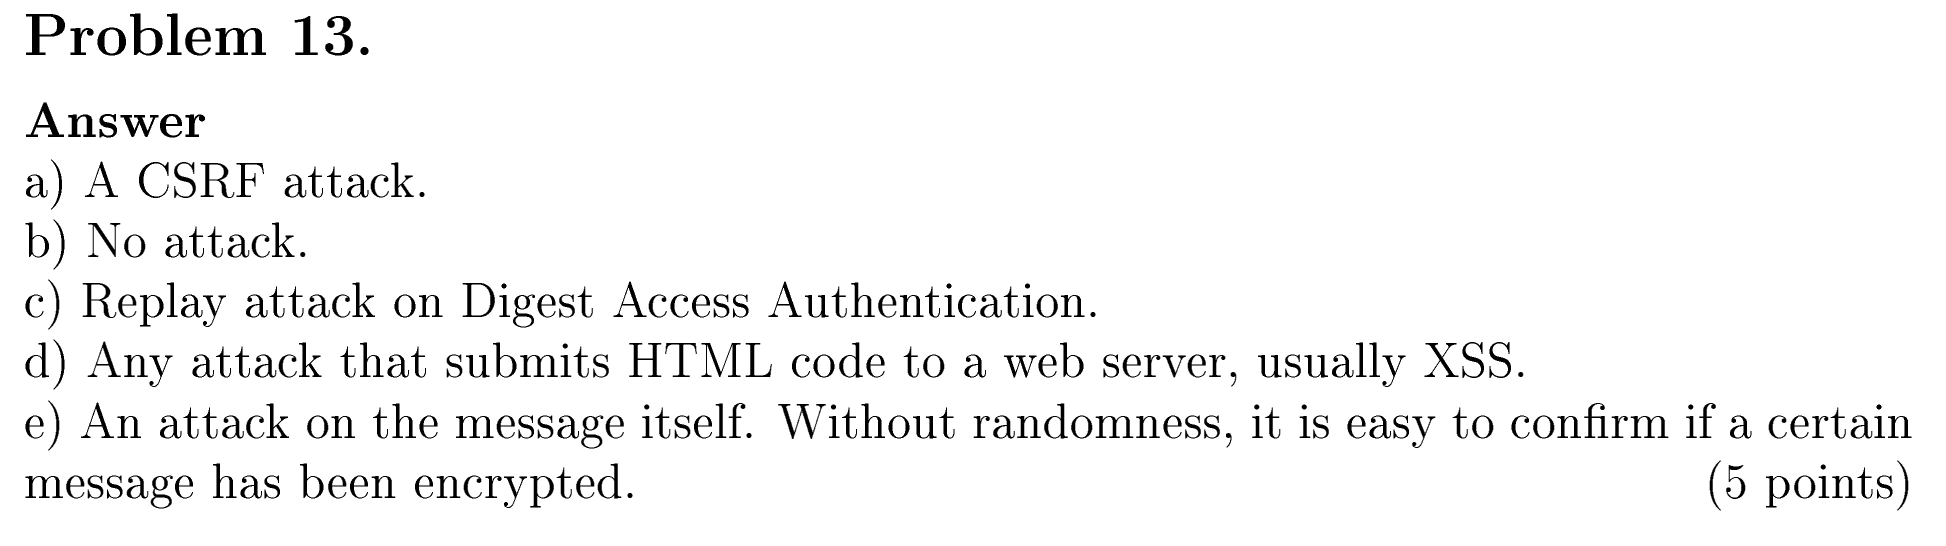 Problem 13.
Answer
a) A CSRF attack.
b) No attack.
c) Replay attack on Digest Access Authentication.
d) Any attack that submits HTML code to a web server, usually XSS.
e) An attack on the message itself. Without randomness, it is easy to confirm if a certain
message has been encrypted. (5 points)